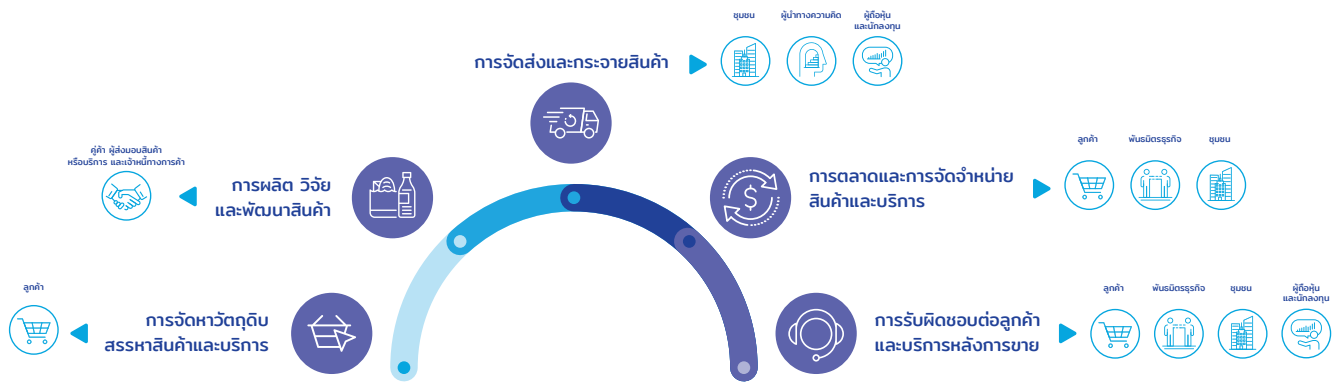 ลูกค้า
การจัดหาวัตถุดิบ
สรรหาสินค้าและบริการ
คู่ค้า ผู้ส่งมอบสินค้า
หรือบริการ และเจ้าหนี้ทางการค้า
การผลิต วิจัย
และพัฒนาสินค้า
การจัดส่งและกระจายสินค้า
ชุมชน
ผู้นำทางความคิด
ผู้ถือหุ้น
และนักลงทุน
การตลาดและการจัดจำหน่าย
สินค้าและบริการ
ลูกค้า
พันธมิตรธุรกิจ
ชุมชน
การรับผิดชอบต่อลูกค้า
และบริการหลังการขาย
ลูกค้า
พันธมิตรธุรกิจ
ชุมชน
ผู้ถือหุ้น
และนักลงทุน